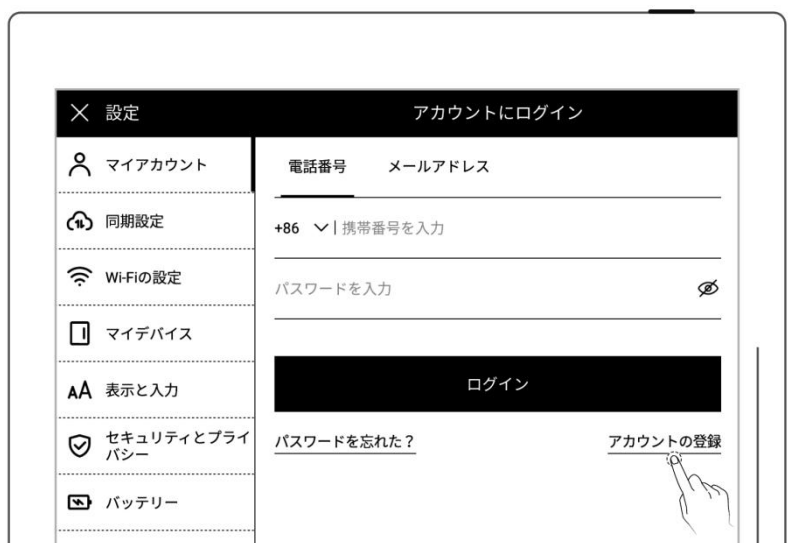 設定
アカウントにログイン
マイアカウント
同期設定
Wi-Fiの設定
マイデバイス
AA 表示と入力
セキュリティとプライ
バシー
バッテリー
電話番号 メールアドレス
+86 携帯番号を入力
パスワードを入力
ログイン
パスワードを忘れた？ アカウントの登録